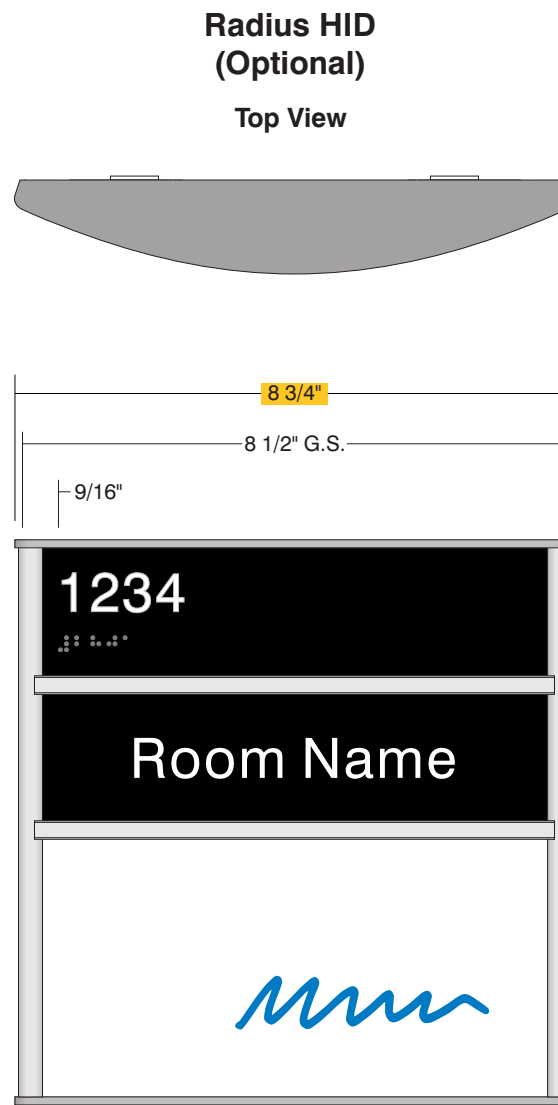 Radius HID
(Optional)
Top View
8 3/4"
8 1/2" G.S.
9/16"
1234
Room Name